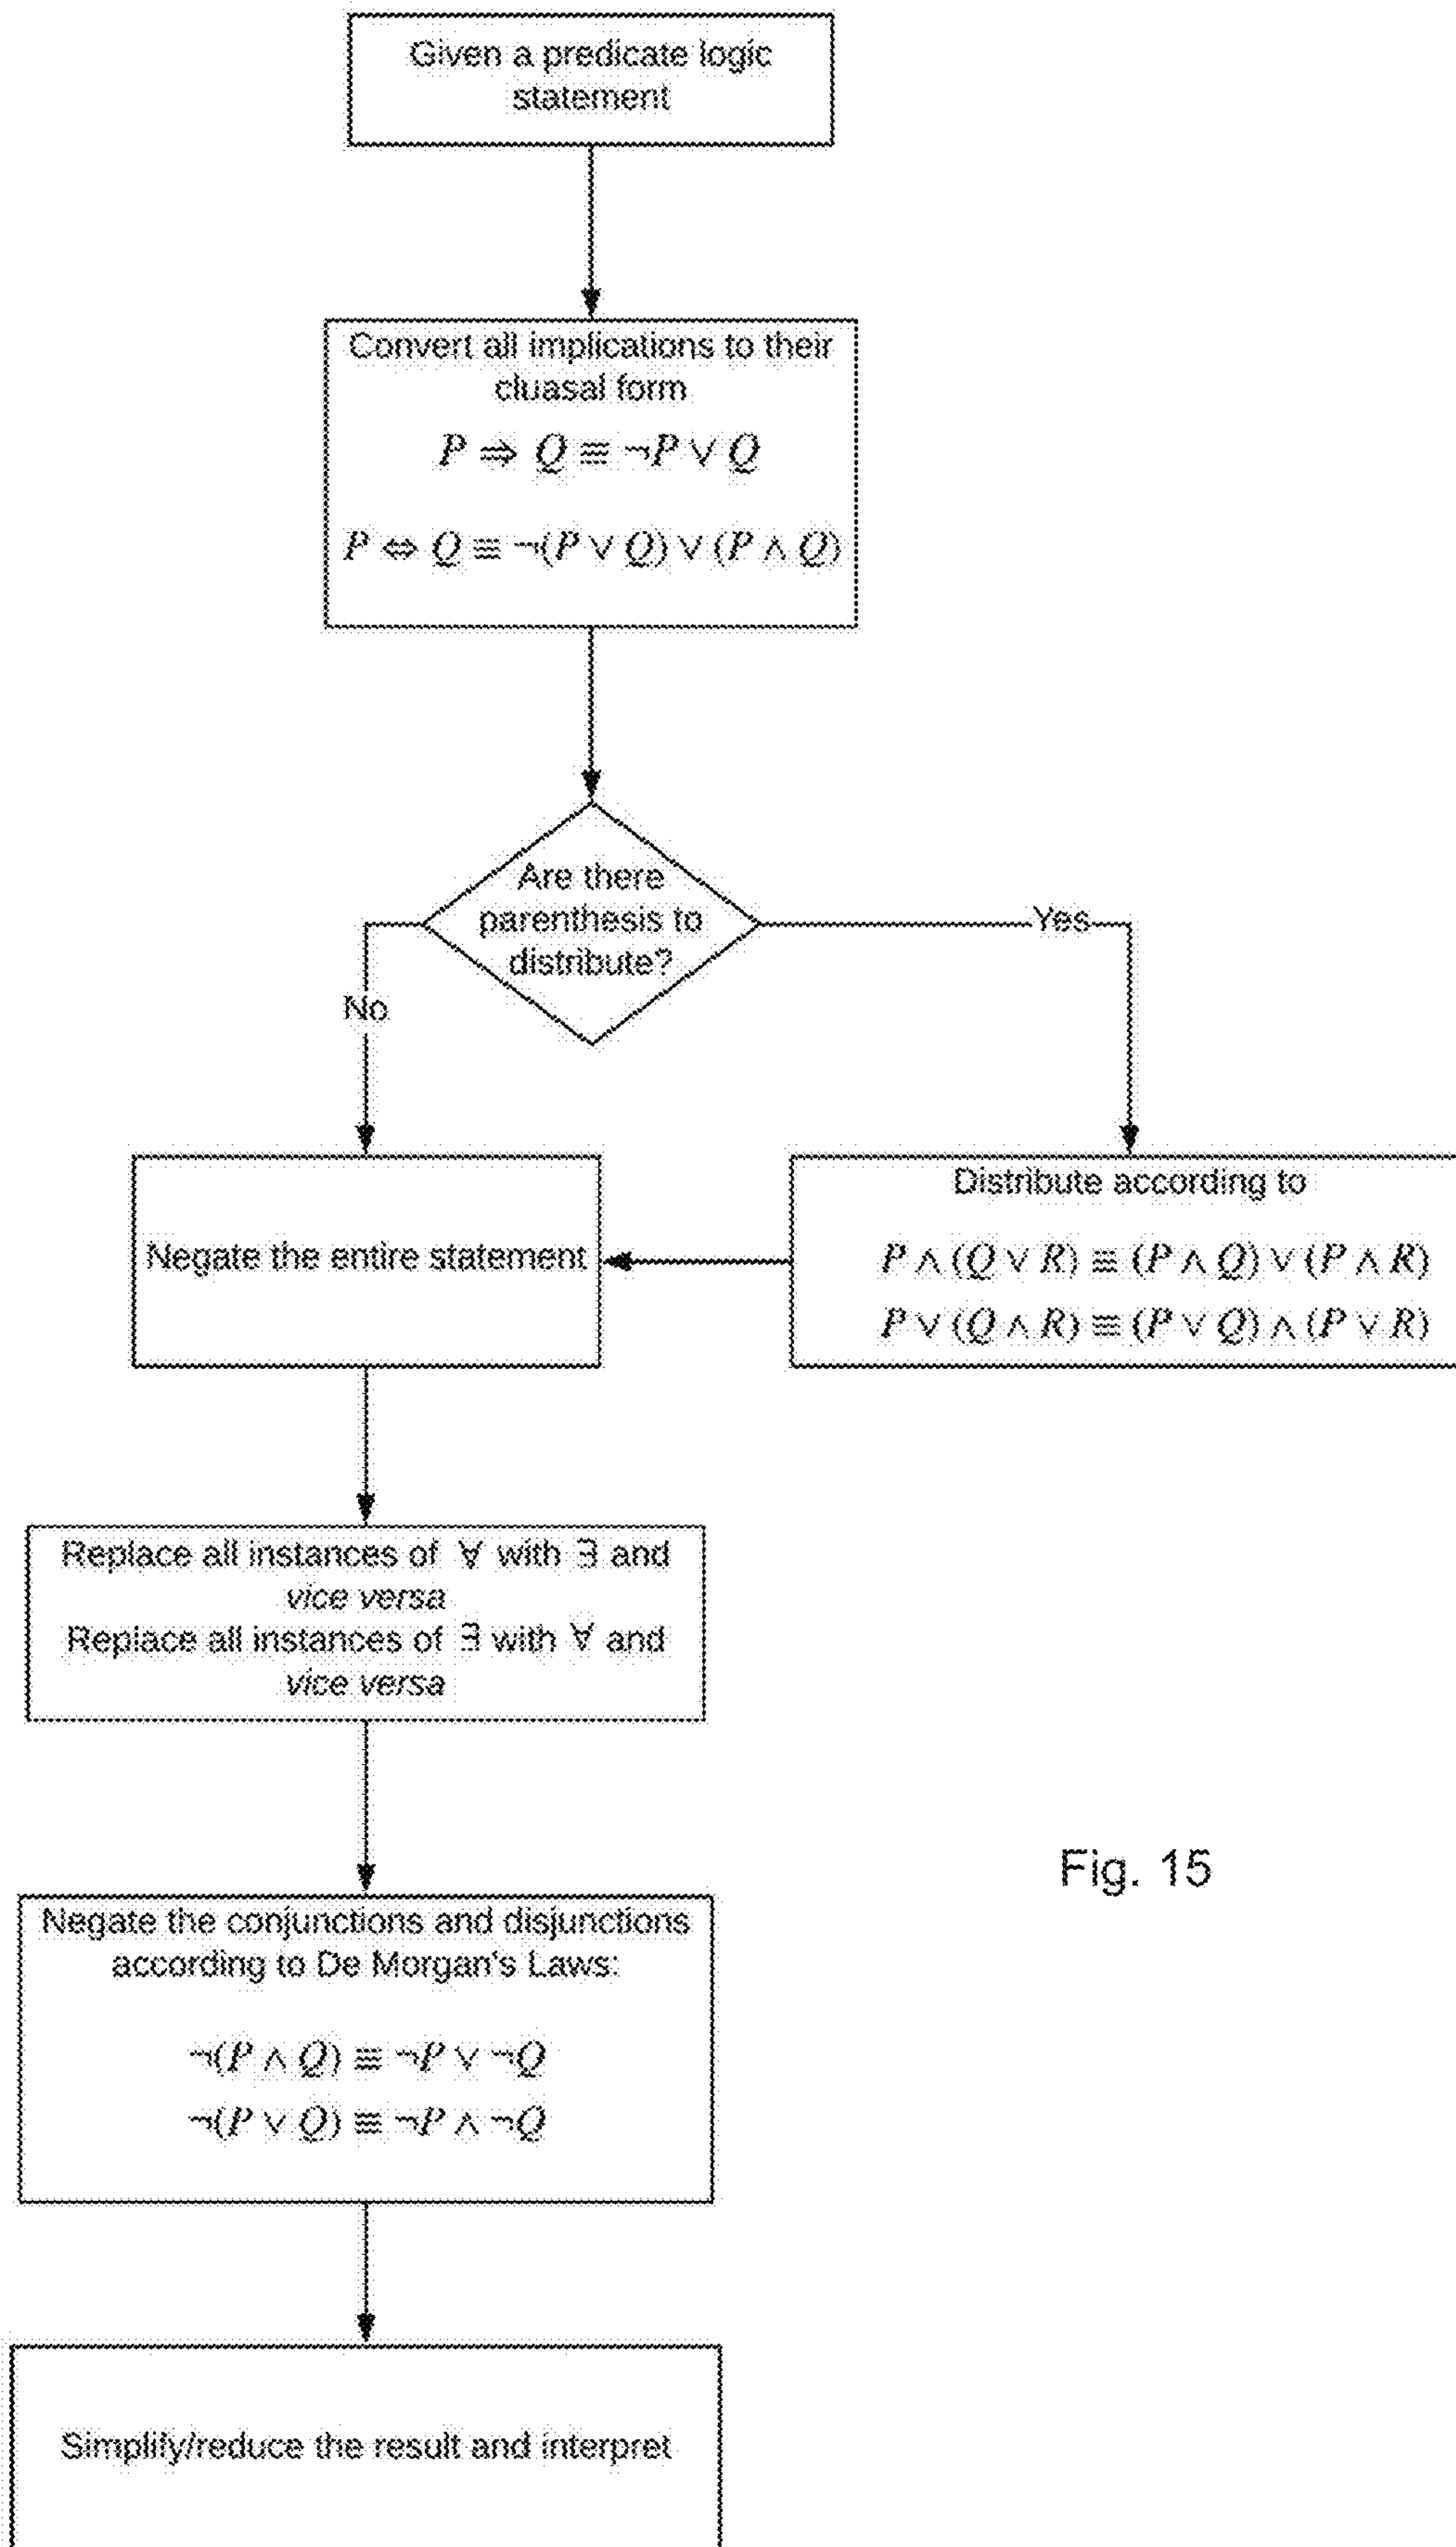 Given a predicate logic
statement
Convert all implications to their
cluasal form
P ⇒ Q ≡ ¬P ∨ Q
P ⇔ Q ≡ ¬(P ∨ Q) ∨ (P ∧ Q)
Are there
parenthesis to
distribute?
Yes
No
Negate the entire statement
Distribute according to
P ∧ (Q ∨ R) ≡ (P ∧ Q) ∨ (P ∧ R)
P ∨ (Q ∧ R) ≡ (P ∨ Q) ∧ (P ∨ R)
Replace all instances of ∀ with ∃ and
vice versa
Replace all instances of ∃ with ∀ and
vice versa
Fig. 15
Negate the conjunctions and disjunctions
according to De Morgan's Laws:
¬(P ∧ Q) ≡ ¬P ∨ ¬Q
¬(P ∨ Q) ≡ ¬P ∧ ¬Q
Simplify/reduce the result and interpret